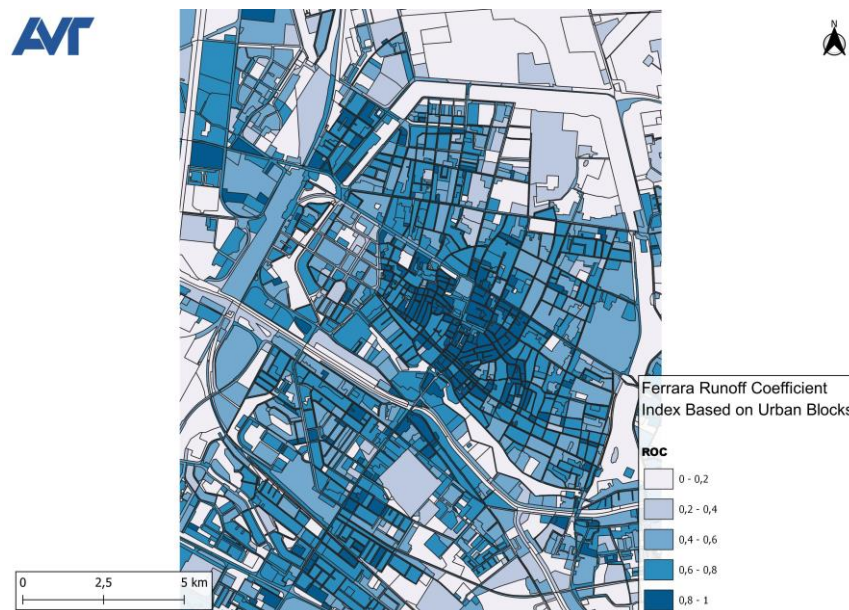 AVT
N
Ferrara Runoff Coefficient
Index Based on Urban Blocks
ROC
0 - 0,2
0,2 - 0,4
0,4 - 0,6
0,6 - 0,8
0,8 - 1
0 2,5 5 km